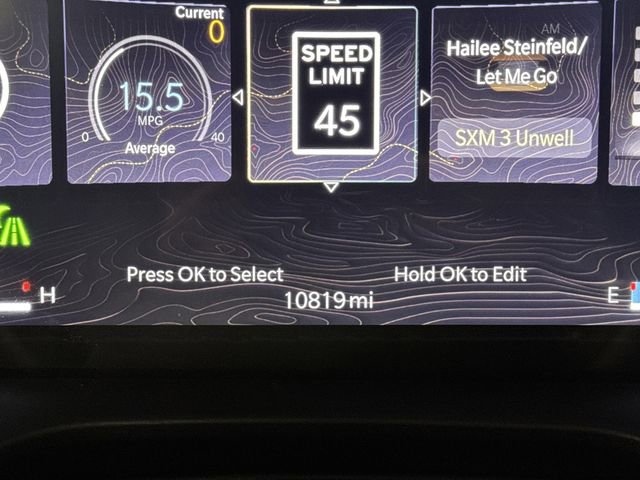 Current
0
15.5
MPG
0
40
Average
SPEED
LIMIT
45
AM
Hailee Steinfeld/
Let Me Go
SXM 3 Unwell
Press OK to Select
Hold OK to Edit
H
10819 mi
E